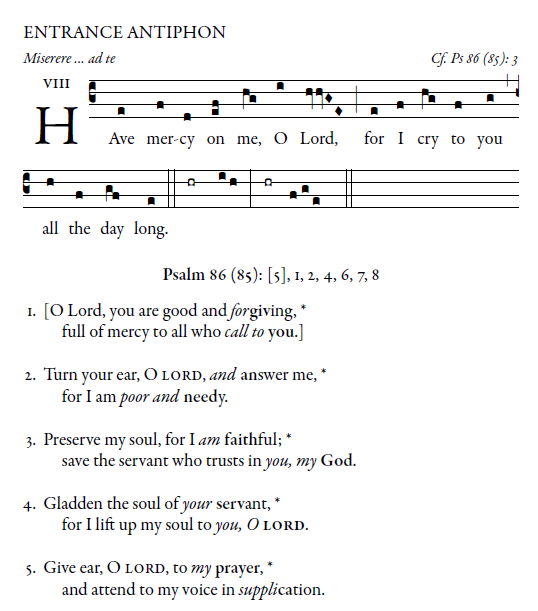 ENTRANCE ANTIPHON
Miserere ... ad te Cf. Ps 86 (85): 3
VIII
HAve mer-cy on me, O Lord, for I cry to you
all the day long.
Psalm 86 (85): [5], 1, 2, 4, 6, 7, 8
1. [O Lord, you are good and forgiving, *
full of mercy to all who call to you.]
2. Turn your ear, O LORD, and answer me, *
for I am poor and needy.
3. Preserve my soul, for I am faithful; *
save the servant who trusts in you, my God.
4. Gladden the soul of your servant, *
for I lift up my soul to you, O LORD.
5. Give ear, O LORD, to my prayer, *
and attend to my voice in supplication.